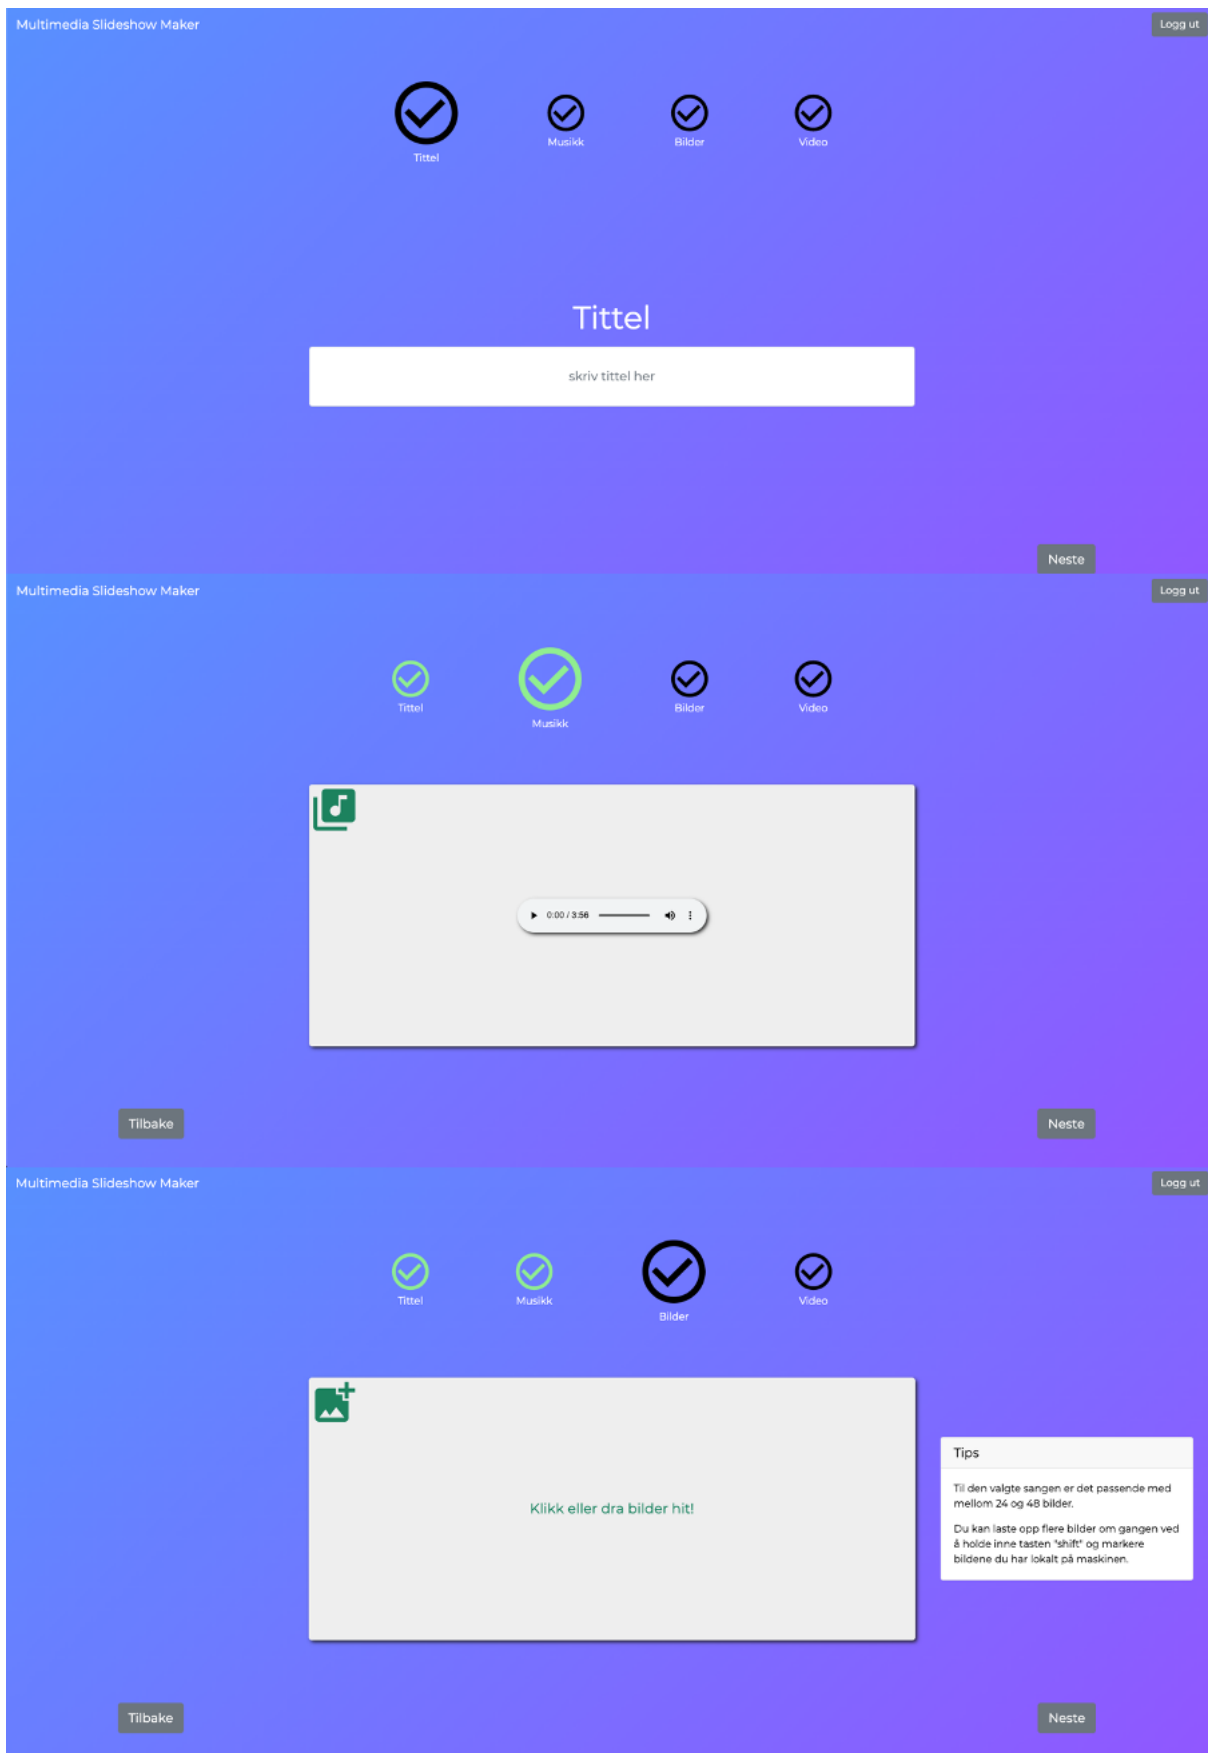 Multimedia Slideshow Maker
Logg ut
Tittel
Musikk
Bilder
Video
Tittel
skriv tittel her
Neste
Multimedia Slideshow Maker
Logg ut
Tittel
Musikk
Bilder
Video
0:00 / 3:56
Tilbake
Neste
Multimedia Slideshow Maker
Logg ut
Tittel
Musikk
Bilder
Video
Klikk eller dra bilder hit!
Tips
Til den valgte sangen er det passende med
mellom 24 og 48 bilder.
Du kan laste opp flere bilder om gangen ved
å holde inne tasten "shift" og markere
bildene du har lokalt på maskinen.
Tilbake
Neste